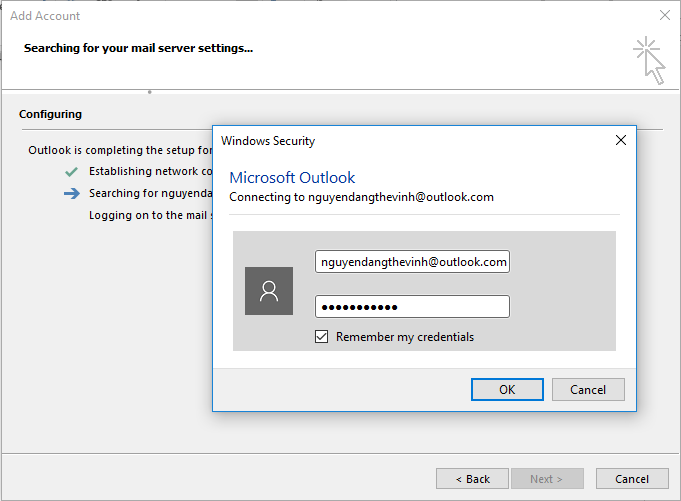 Add Account
Searching for your mail server settings...
Configuring
Outlook is completing the setup for
Establishing network co
Searching for nguyenda
Logging on to the mail s
Windows Security
Microsoft Outlook
Connecting to nguyendangthevinh@outlook.com
nguyendangthevinh@outlook.com
●●●●●●●●●●●
Remember my credentials
OK Cancel
< Back Next > Cancel